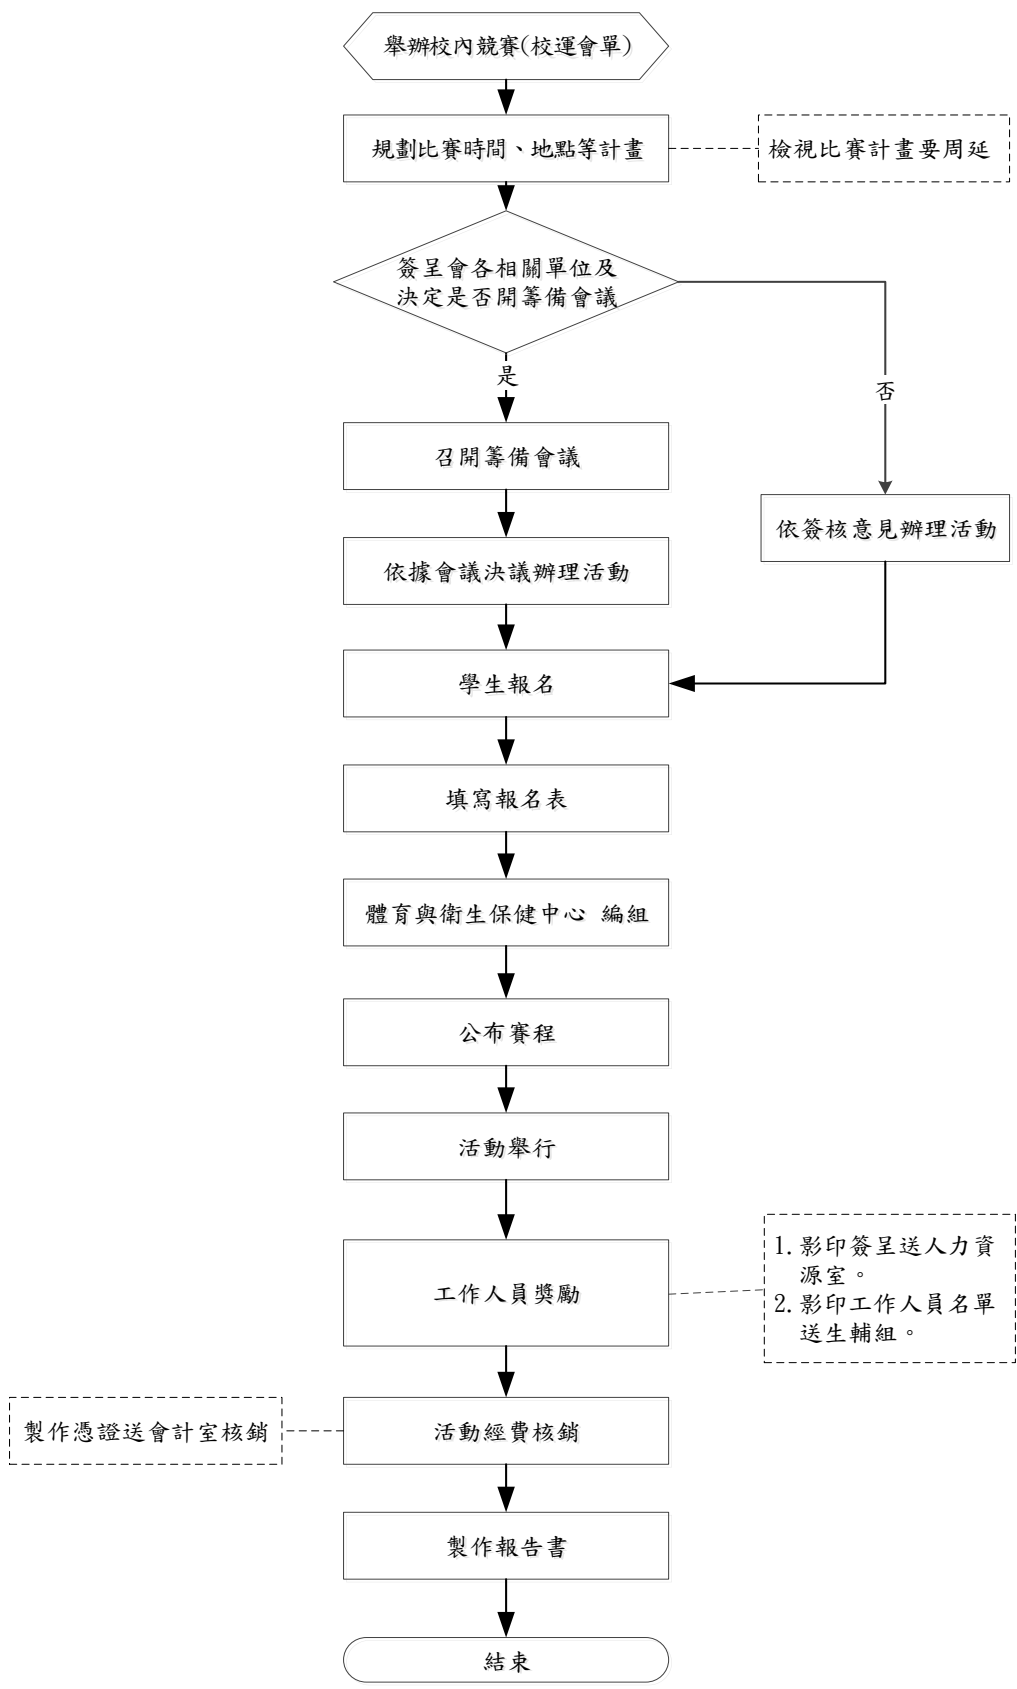 舉辦校內競賽(校運會單)
規劃比賽時間、地點等計畫
檢視比賽計畫要周延
簽呈會各相關單位及
決定是否開籌備會議
是
否
召開籌備會議
依簽核意見辦理活動
依據會議決議辦理活動
學生報名
填寫報名表
體育與衛生保健中心 編組
公布賽程
活動舉行
工作人員獎勵
1.影印簽呈送人力資
源室。
2.影印工作人員名單
送生輔組。
製作憑證送會計室核銷
活動經費核銷
製作報告書
結束